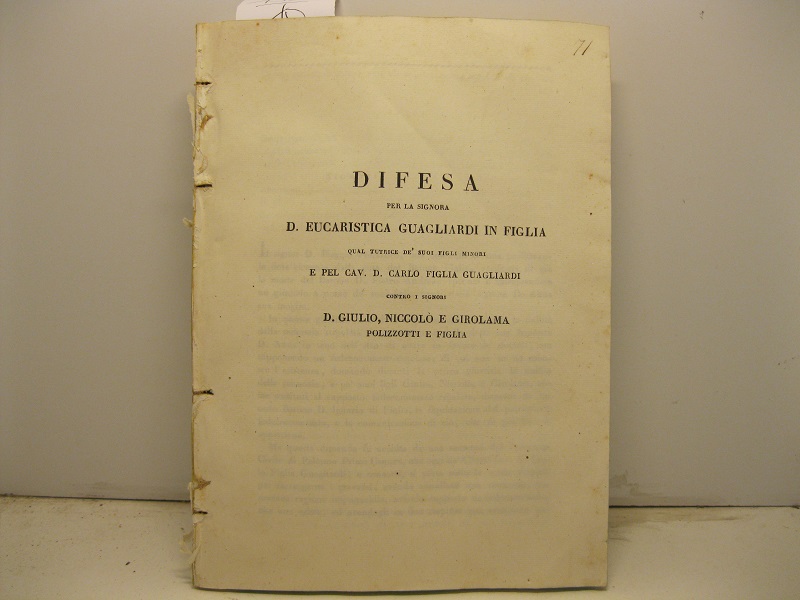 71
DIFESA
PER LA SIGNORA
D. EUCARISTICA GUAGLIARDI IN FIGLIA
QUAL TUTRICE DE' SUOI FIGLI MINORI
E PEL CAV. D. CARLO FIGLIA GUAGLIARDI
CONTRO I SIGNORI
D. GIULIO, NICCOLÒ E GIROLAMA
POLIZZOTTI E FIGLIA